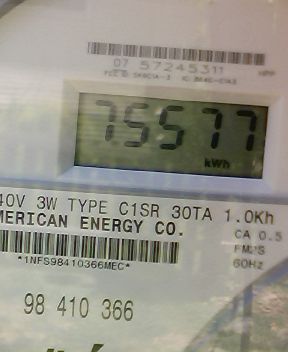 07 57245311
HPP
75577
kWh
40V 3W TYPE C1SR 30TA 1.0Kh
MERICAN ENERGY CO.
CA 0.5
FM2S
60Hz
*1NFS98410366MEC*
98 410 366